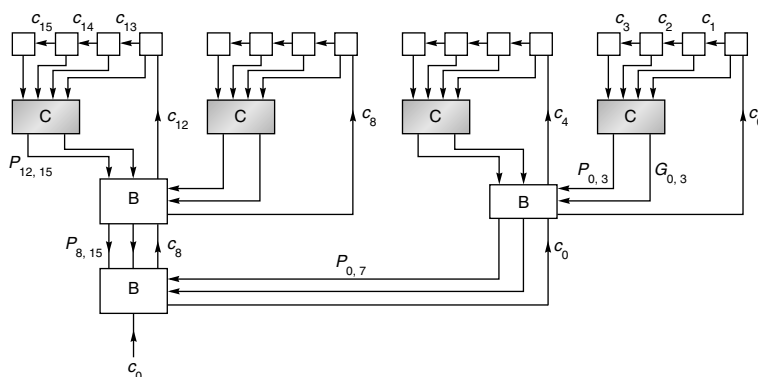 c15 c14 c13 c3 c2 c1
C C C C
c12 c8 c4 c0
P12, 15 P0, 3 G0, 3
B B
P8, 15 c8 P0, 7 c0
B
c0